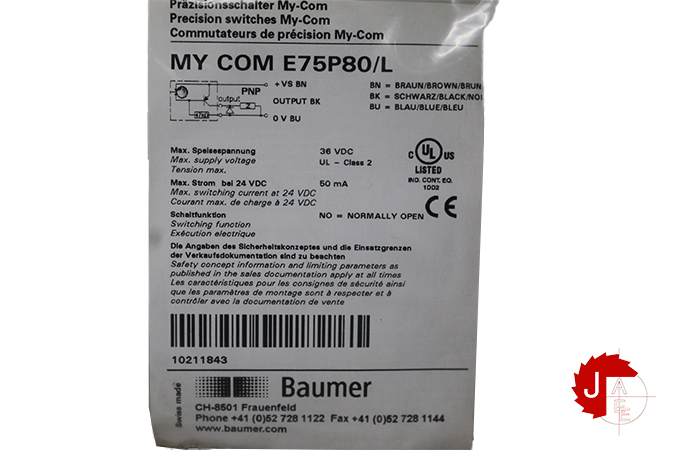 Präzisionsschalter My-Com
Precision switches My-Com
Commutateurs de précision My-Com
MY COM E75P80/L
PNP
output
Z
+ VS BN
OUTPUT BK
0 V BU
BN = BRAUN/BROWN/BRUN
BK = SCHWARZ/BLACK/NOI
BU = BLAU/BLUE/BLEU
Max. Speisespannung 36 VDC
Max. supply voltage UL – Class 2
Tension max.
Max. Strom bei 24 VDC 50 mA
Max. switching current at 24 VDC
Courant max. de charge à 24 VDC
Schaltfunktion NO = NORMALLY OPEN
Switching function
Exécution electrique
C UL US
LISTED
IND. CONT. EQ.
1002
CE
Die Angaben des Sicherheitskonzeptes und die Einsatzgrenzen
der Verkaufsdokumentation sind zu beachten
Safety concept information and limiting parameters as
published in the sales documentation apply at all times
Les caractéristiques pour les consignes de sécurité ainsi
que les paramètres de montage sont à respecter et à
contrôler avec la documentation de vente
10211843
Swiss made
Baumer
CH-8501 Frauenfeld
Phone +41 (0)52 728 1122 Fax +41 (0)52 728 1144
www.baumer.com
J
A
E
E